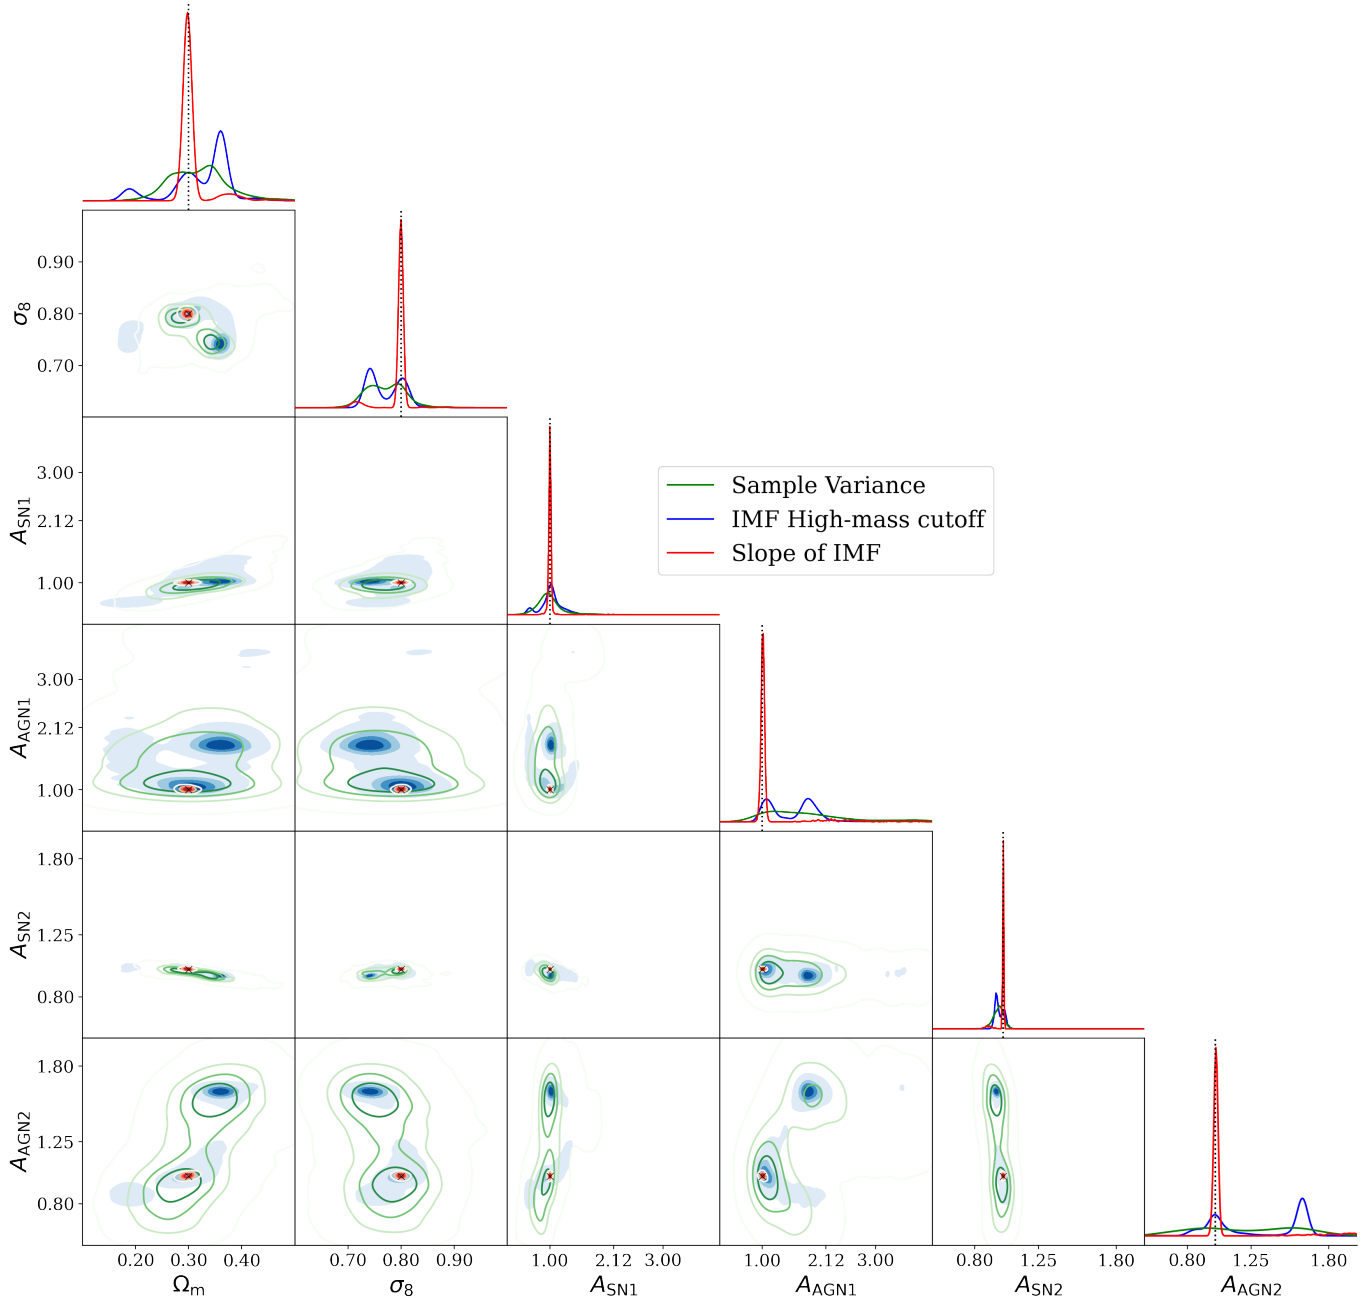 0.90
0.80
0.70
σ8
3.00
2.12
1.00
ASN1
Sample Variance
IMF High-mass cutoff
Slope of IMF
3.00
2.12
1.00
AAGN1
1.80
1.25
0.80
ASN2
1.80
1.25
0.80
AAGN2
0.20 0.30 0.40 0.70 0.80 0.90 1.00 2.12 3.00 1.00 2.12 3.00 0.80 1.25 1.80 0.80 1.25 1.80
Ωm σ8 ASN1 AAGN1 ASN2 AAGN2